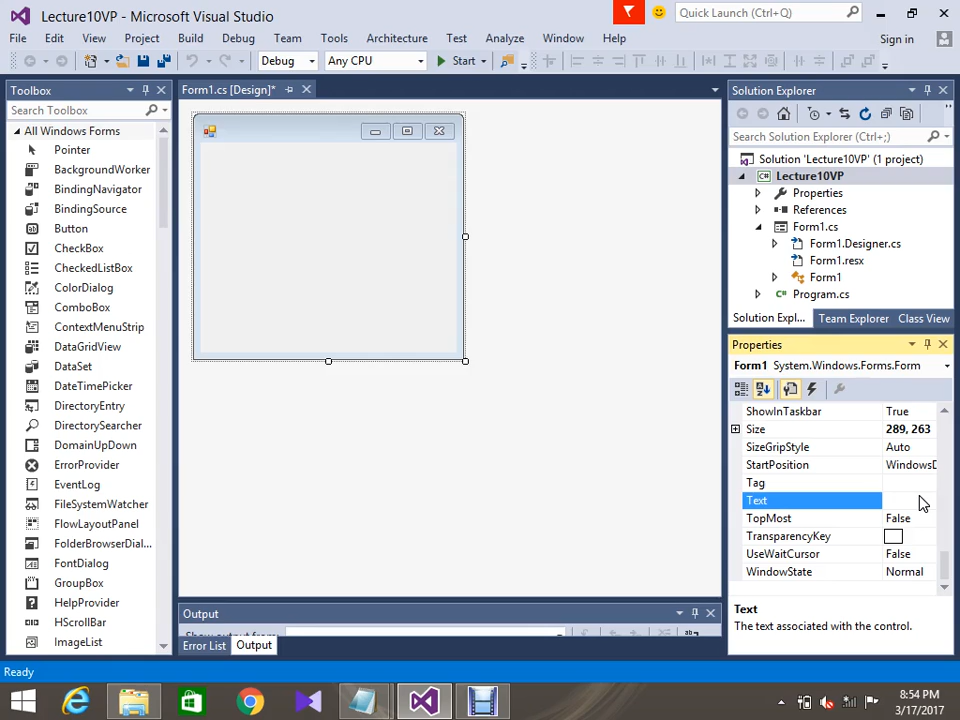 Lecture10VP - Microsoft Visual Studio
Quick Launch (Ctrl+Q)
File Edit View Project Build Debug Team Tools Architecture Test Analyze Window Help
Sign in
Debug Any CPU Start
Toolbox
Search Toolbox
All Windows Forms
Pointer
BackgroundWorker
BindingNavigator
BindingSource
Button
CheckBox
CheckedListBox
ColorDialog
ComboBox
ContextMenuStrip
DataGridView
DataSet
DateTimePicker
DirectoryEntry
DirectorySearcher
DomainUpDown
ErrorProvider
EventLog
FileSystemWatcher
FlowLayoutPanel
FolderBrowserDial...
FontDialog
GroupBox
HelpProvider
HScrollBar
ImageList
Form1.cs [Design]*
Output
Show output from:
Error List Output
Solution Explorer
Search Solution Explorer (Ctrl+;)
Solution 'Lecture10VP' (1 project)
C# Lecture10VP
Properties
References
Form1.cs
Form1.Designer.cs
Form1.resx
Form1
C# Program.cs
Solution Expl... Team Explorer Class View
Properties
Form1 System.Windows.Forms.Form
ShowInTaskbar True
Size 289, 263
SizeGripStyle Auto
StartPosition WindowsD
Tag
Text
TopMost False
TransparencyKey
UseWaitCursor False
WindowState Normal
Text
The text associated with the control.
Ready
8:54 PM
3/17/2017